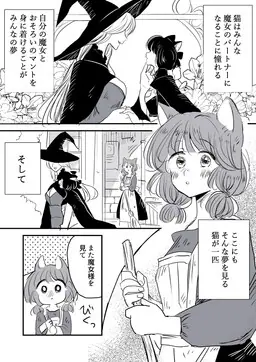 猫はみんな
魔女のパートナーに
なることに憧れる
自分の魔女と
おそろいのマントを
身に着けることが
みんなの夢
そして
ここにも
そんな夢を見る
猫が一匹
また魔女様を
見て
びくっ